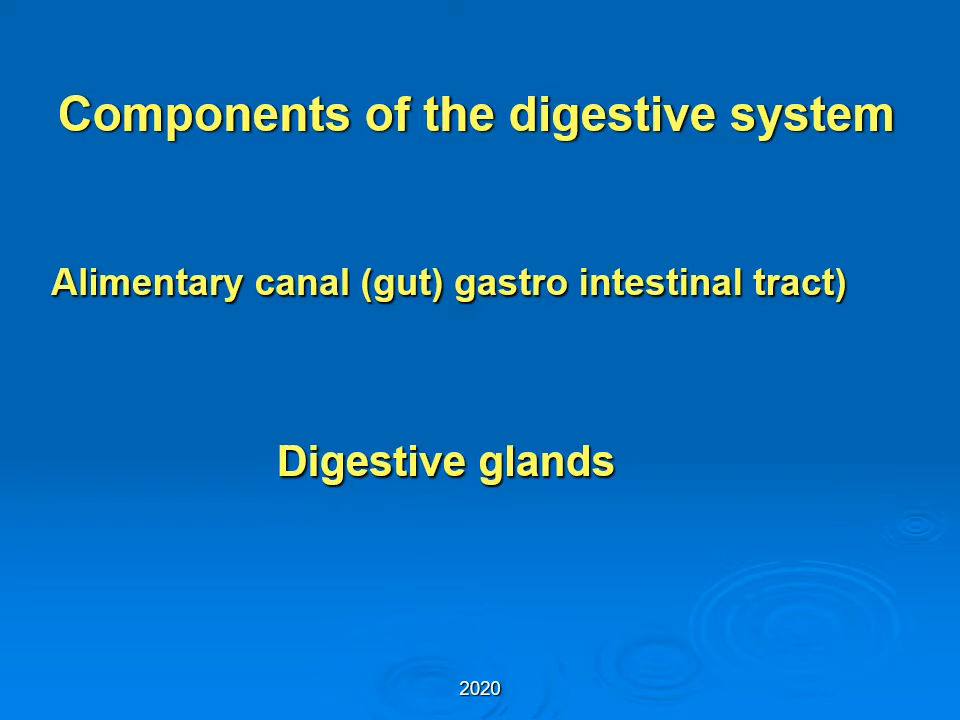 Components of the digestive system
Alimentary canal (gut) gastro intestinal tract)
Digestive glands
2020